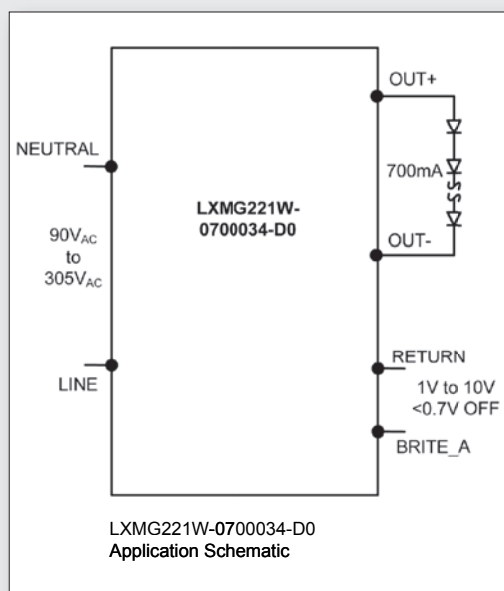 OUT+
NEUTRAL
700mA
LXMG221W-
0700034-D0
90VAC
to
305VAC
OUT-
RETURN
1V to 10V
<0.7V OFF
LINE
BRITE_A
LXMG221W-0700034-D0
Application Schematic